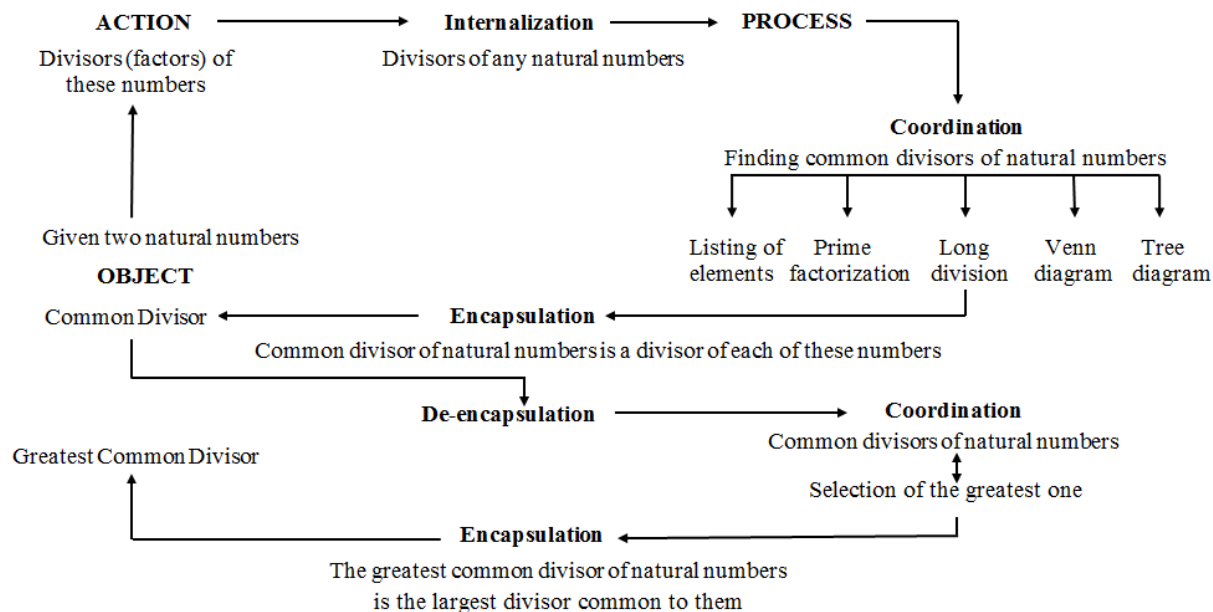 ACTION
Internalization
PROCESS
Divisors (factors) of
these numbers
Divisors of any natural numbers
Coordination
Finding common divisors of natural numbers
Given two natural numbers
OBJECT
Listing of
elements
Prime
factorization
Long
division
Venn
diagram
Tree
diagram
Common Divisor
Encapsulation
Common divisor of natural numbers is a divisor of each of these numbers
De-encapsulation
Coordination
Common divisors of natural numbers
Greatest Common Divisor
Selection of the greatest one
Encapsulation
The greatest common divisor of natural numbers
is the largest divisor common to them